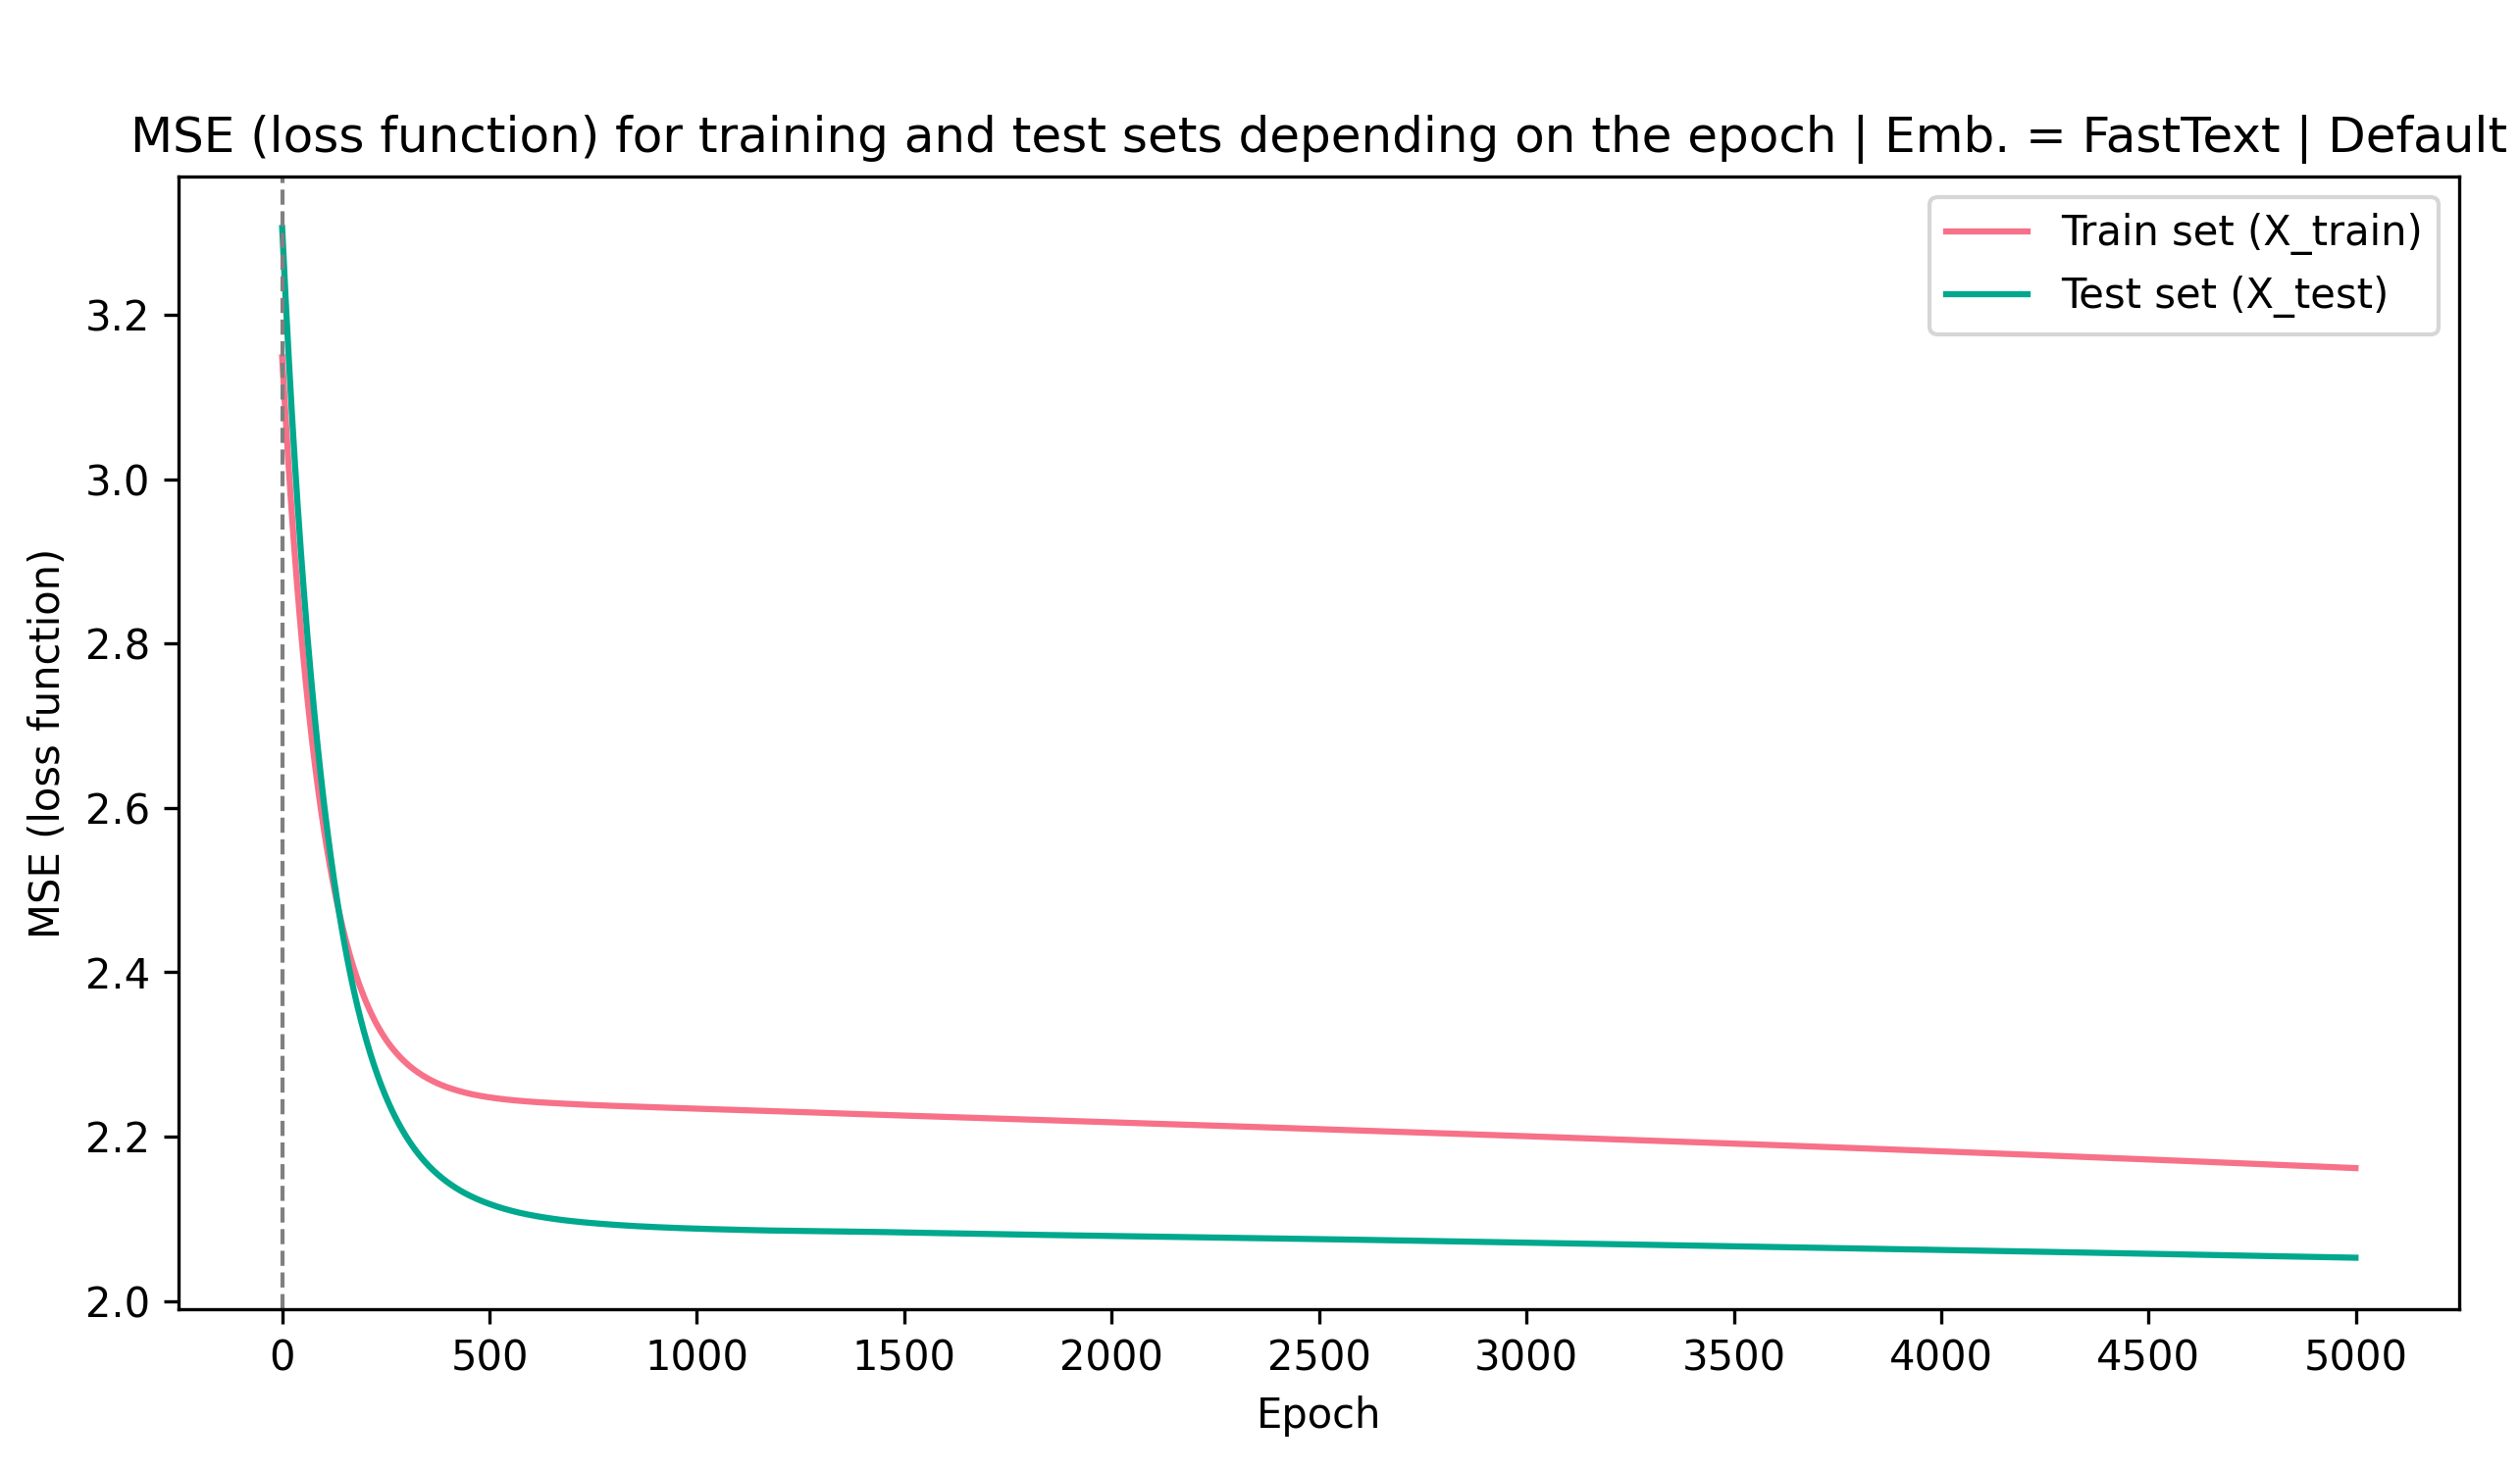 MSE (loss function) for training and test sets depending on the epoch | Emb. = FastText | Default
Train set (X_train)
Test set (X_test)
MSE (loss function)
3.2
3.0
2.8
2.6
2.4
2.2
2.0
0 500 1000 1500 2000 2500 3000 3500 4000 4500 5000
Epoch